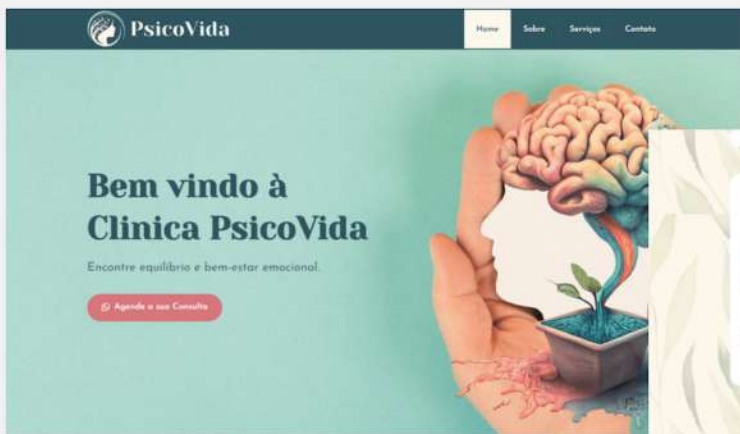 PsicoVida
Home Sobre Serviços Contato
Bem vindo à
Clinica PsicoVida
Encontre equilíbrio e bem-estar emocional.
Agende a sua Consulta